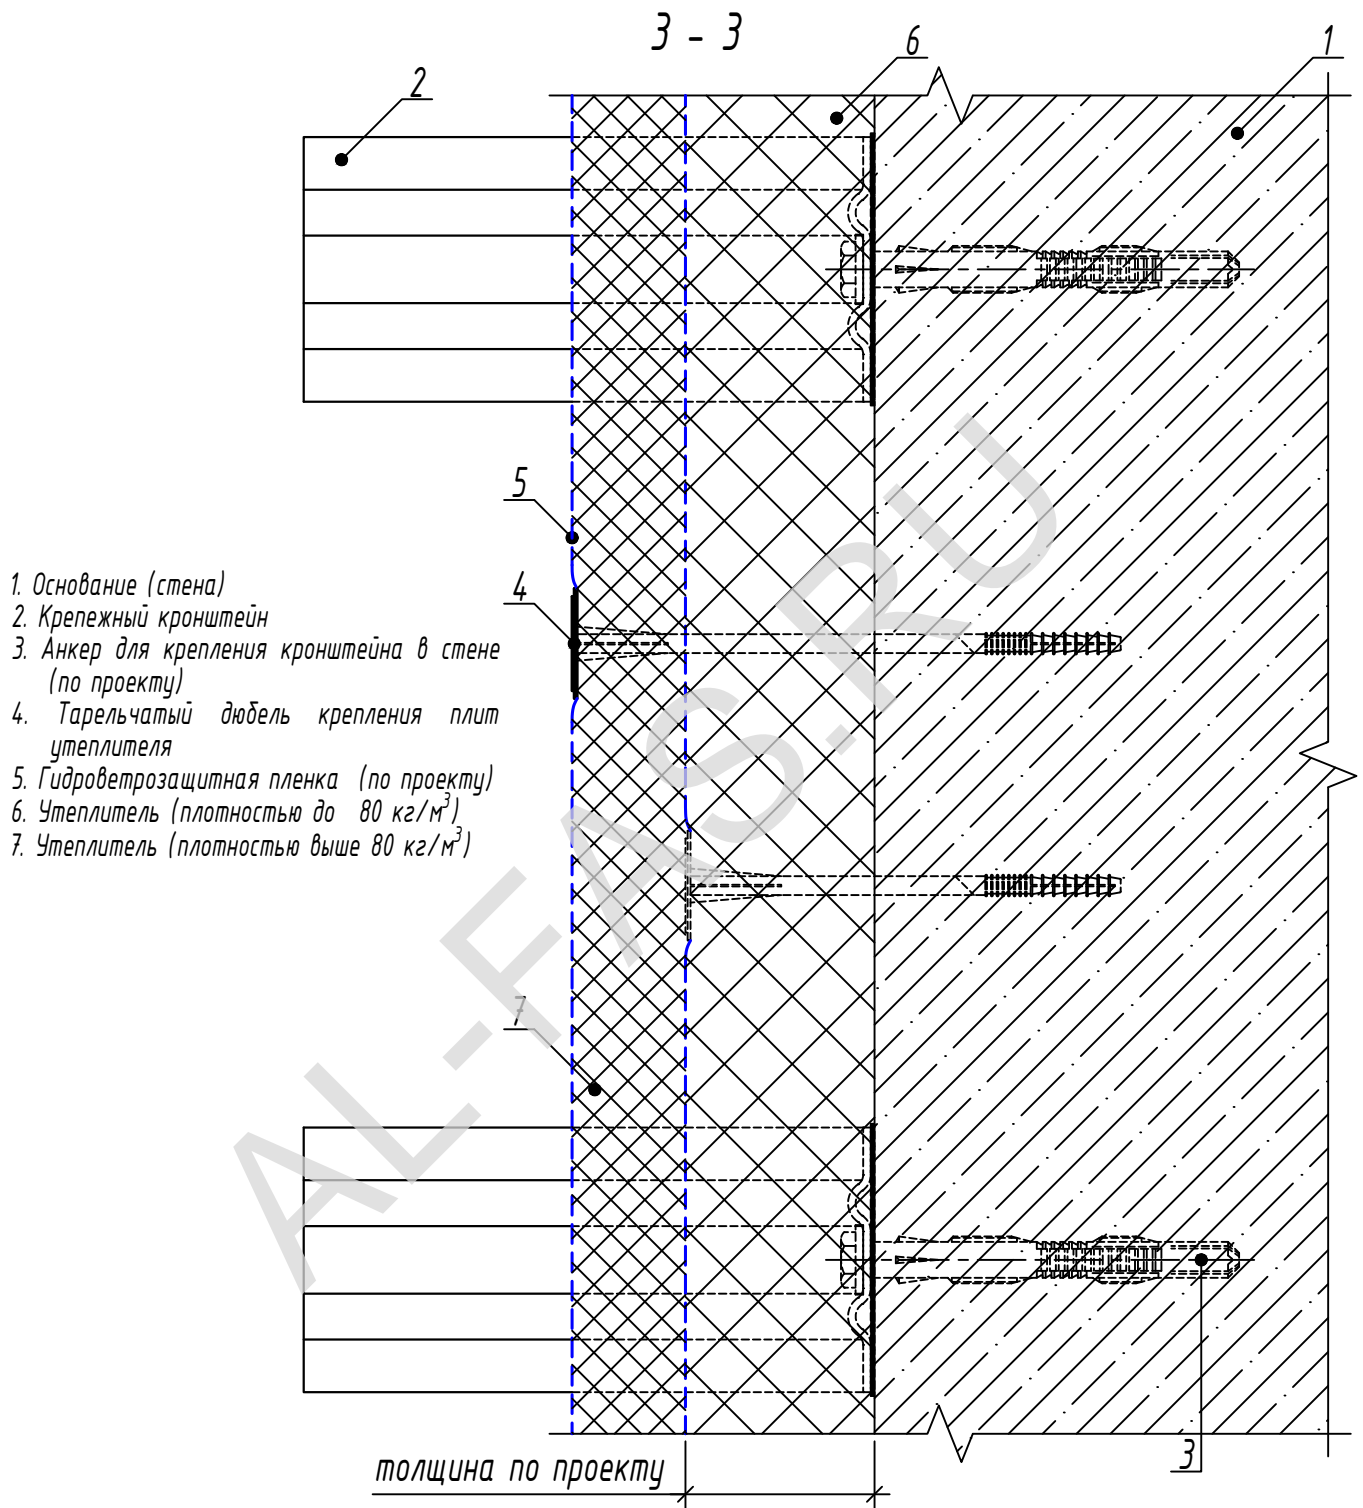 3 - 3
6
1
2
5
4
1. Основание (стена)
2. Крепежный кронштейн
3. Анкер для крепления кронштейна в стене
(по проекту)
4. Тарельчатый дюбель крепления плит
утеплителя
5. Гидроветрозащитная пленка (по проекту)
6. Утеплитель (плотностью до 80 кг/м³)
7. Утеплитель (плотностью выше 80 кг/м³)
AL-FAS.RU
7
3
толщина по проекту